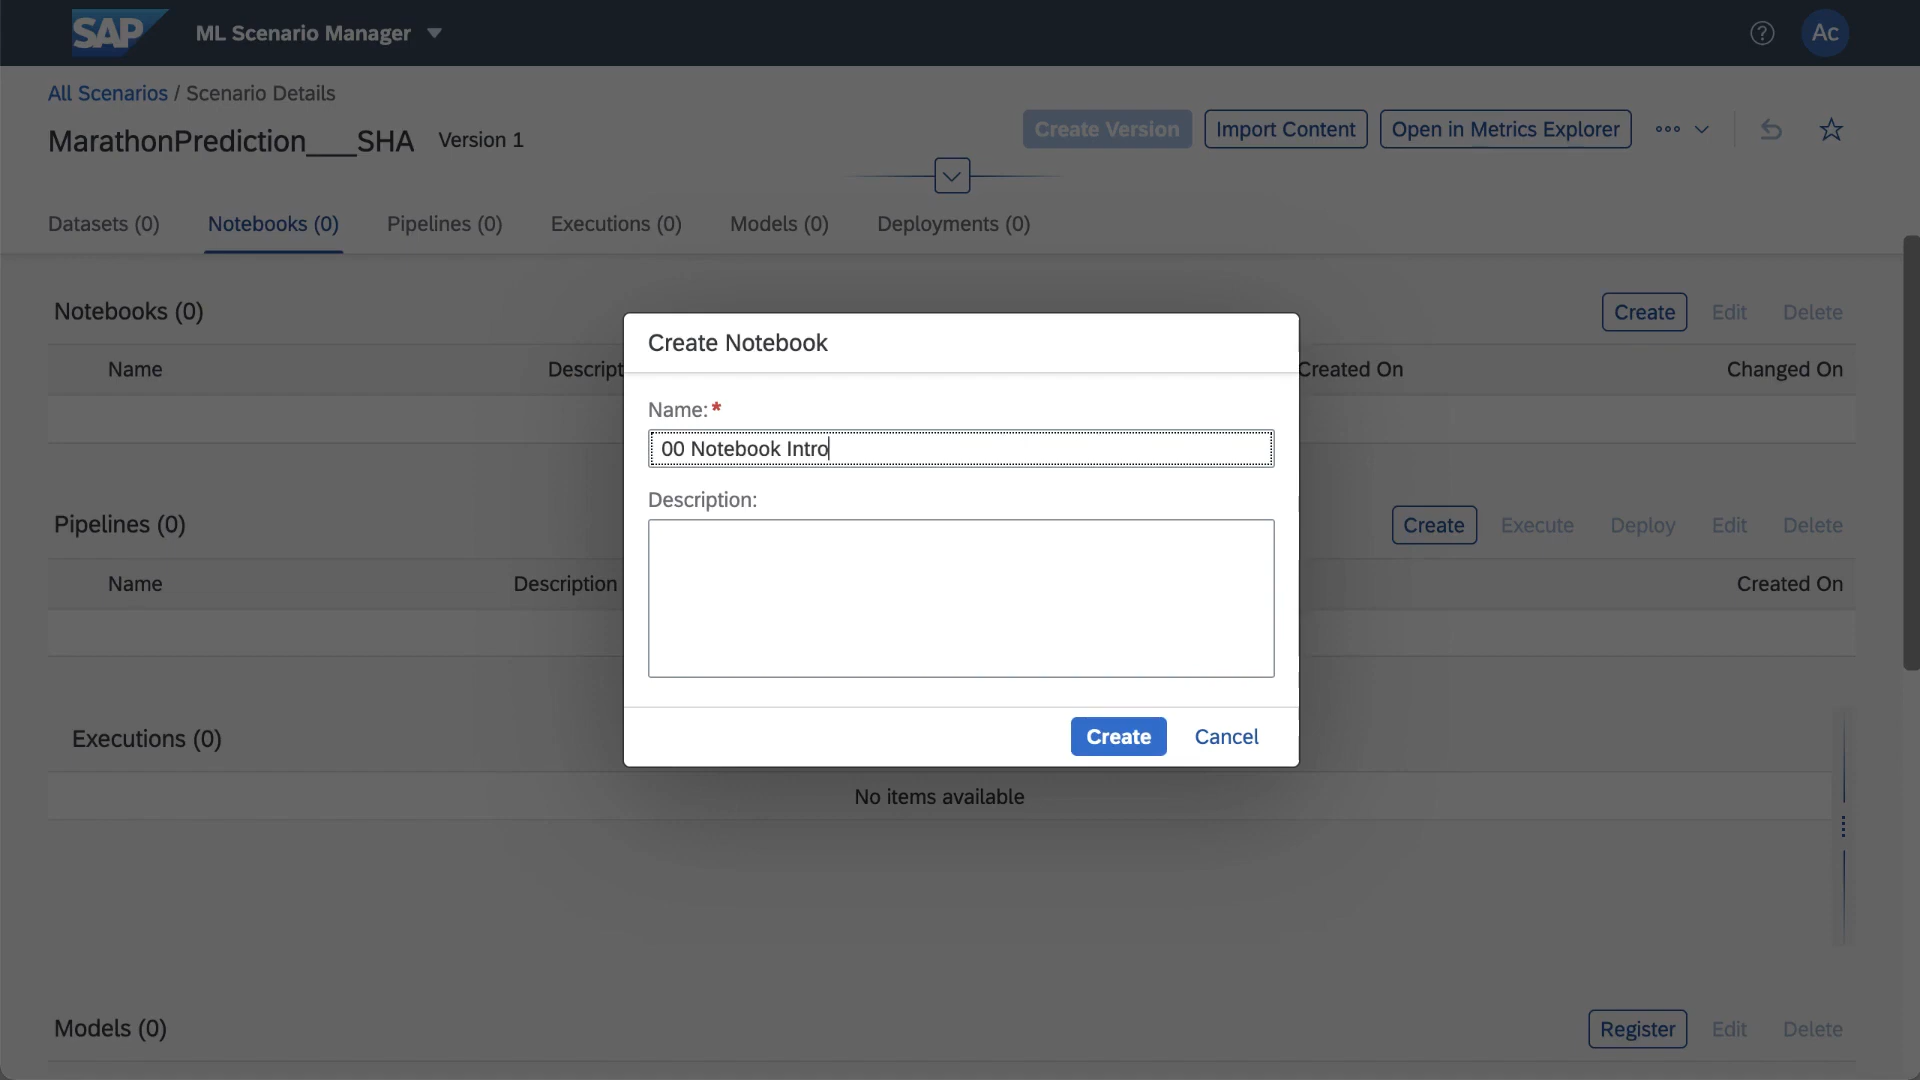 SAP ML Scenario Manager ? Ac
All Scenarios / Scenario Details
MarathonPrediction___SHA Version 1 Create Version Import Content Open in Metrics Explorer
Datasets (0) Notebooks (0) Pipelines (0) Executions (0) Models (0) Deployments (0)
Notebooks (0) Create Edit Delete
Name Descript Created On Changed On
Create Notebook
Name:*
00 Notebook Intro
Description:
Create Cancel
Pipelines (0) Create Execute Deploy Edit Delete
Name Description Created On
Executions (0)
No items available
Models (0) Register Edit Delete